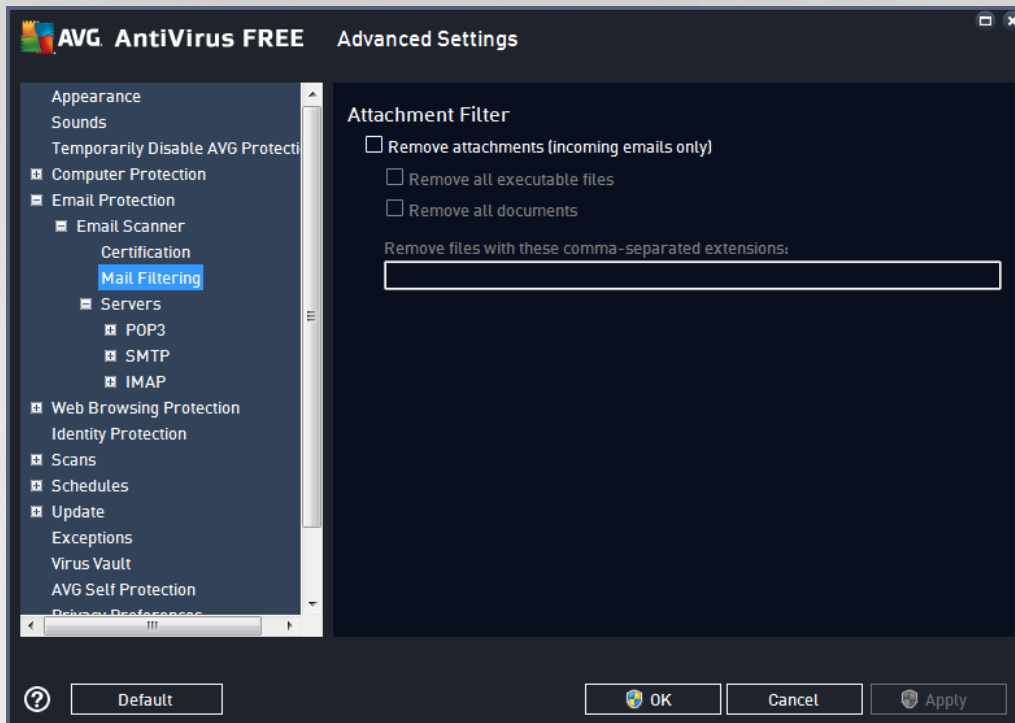 AVG AntiVirus FREE Advanced Settings
Appearance
Sounds
Temporarily Disable AVG Protecti
Computer Protection
Email Protection
Email Scanner
Certification
Mail Filtering
Servers
POP3
SMTP
IMAP
Web Browsing Protection
Identity Protection
Scans
Schedules
Update
Exceptions
Virus Vault
AVG Self Protection
Privacy Preferences
Attachment Filter
Remove attachments (incoming emails only)
Remove all executable files
Remove all documents
Remove files with these comma-separated extensions:
? Default OK Cancel Apply